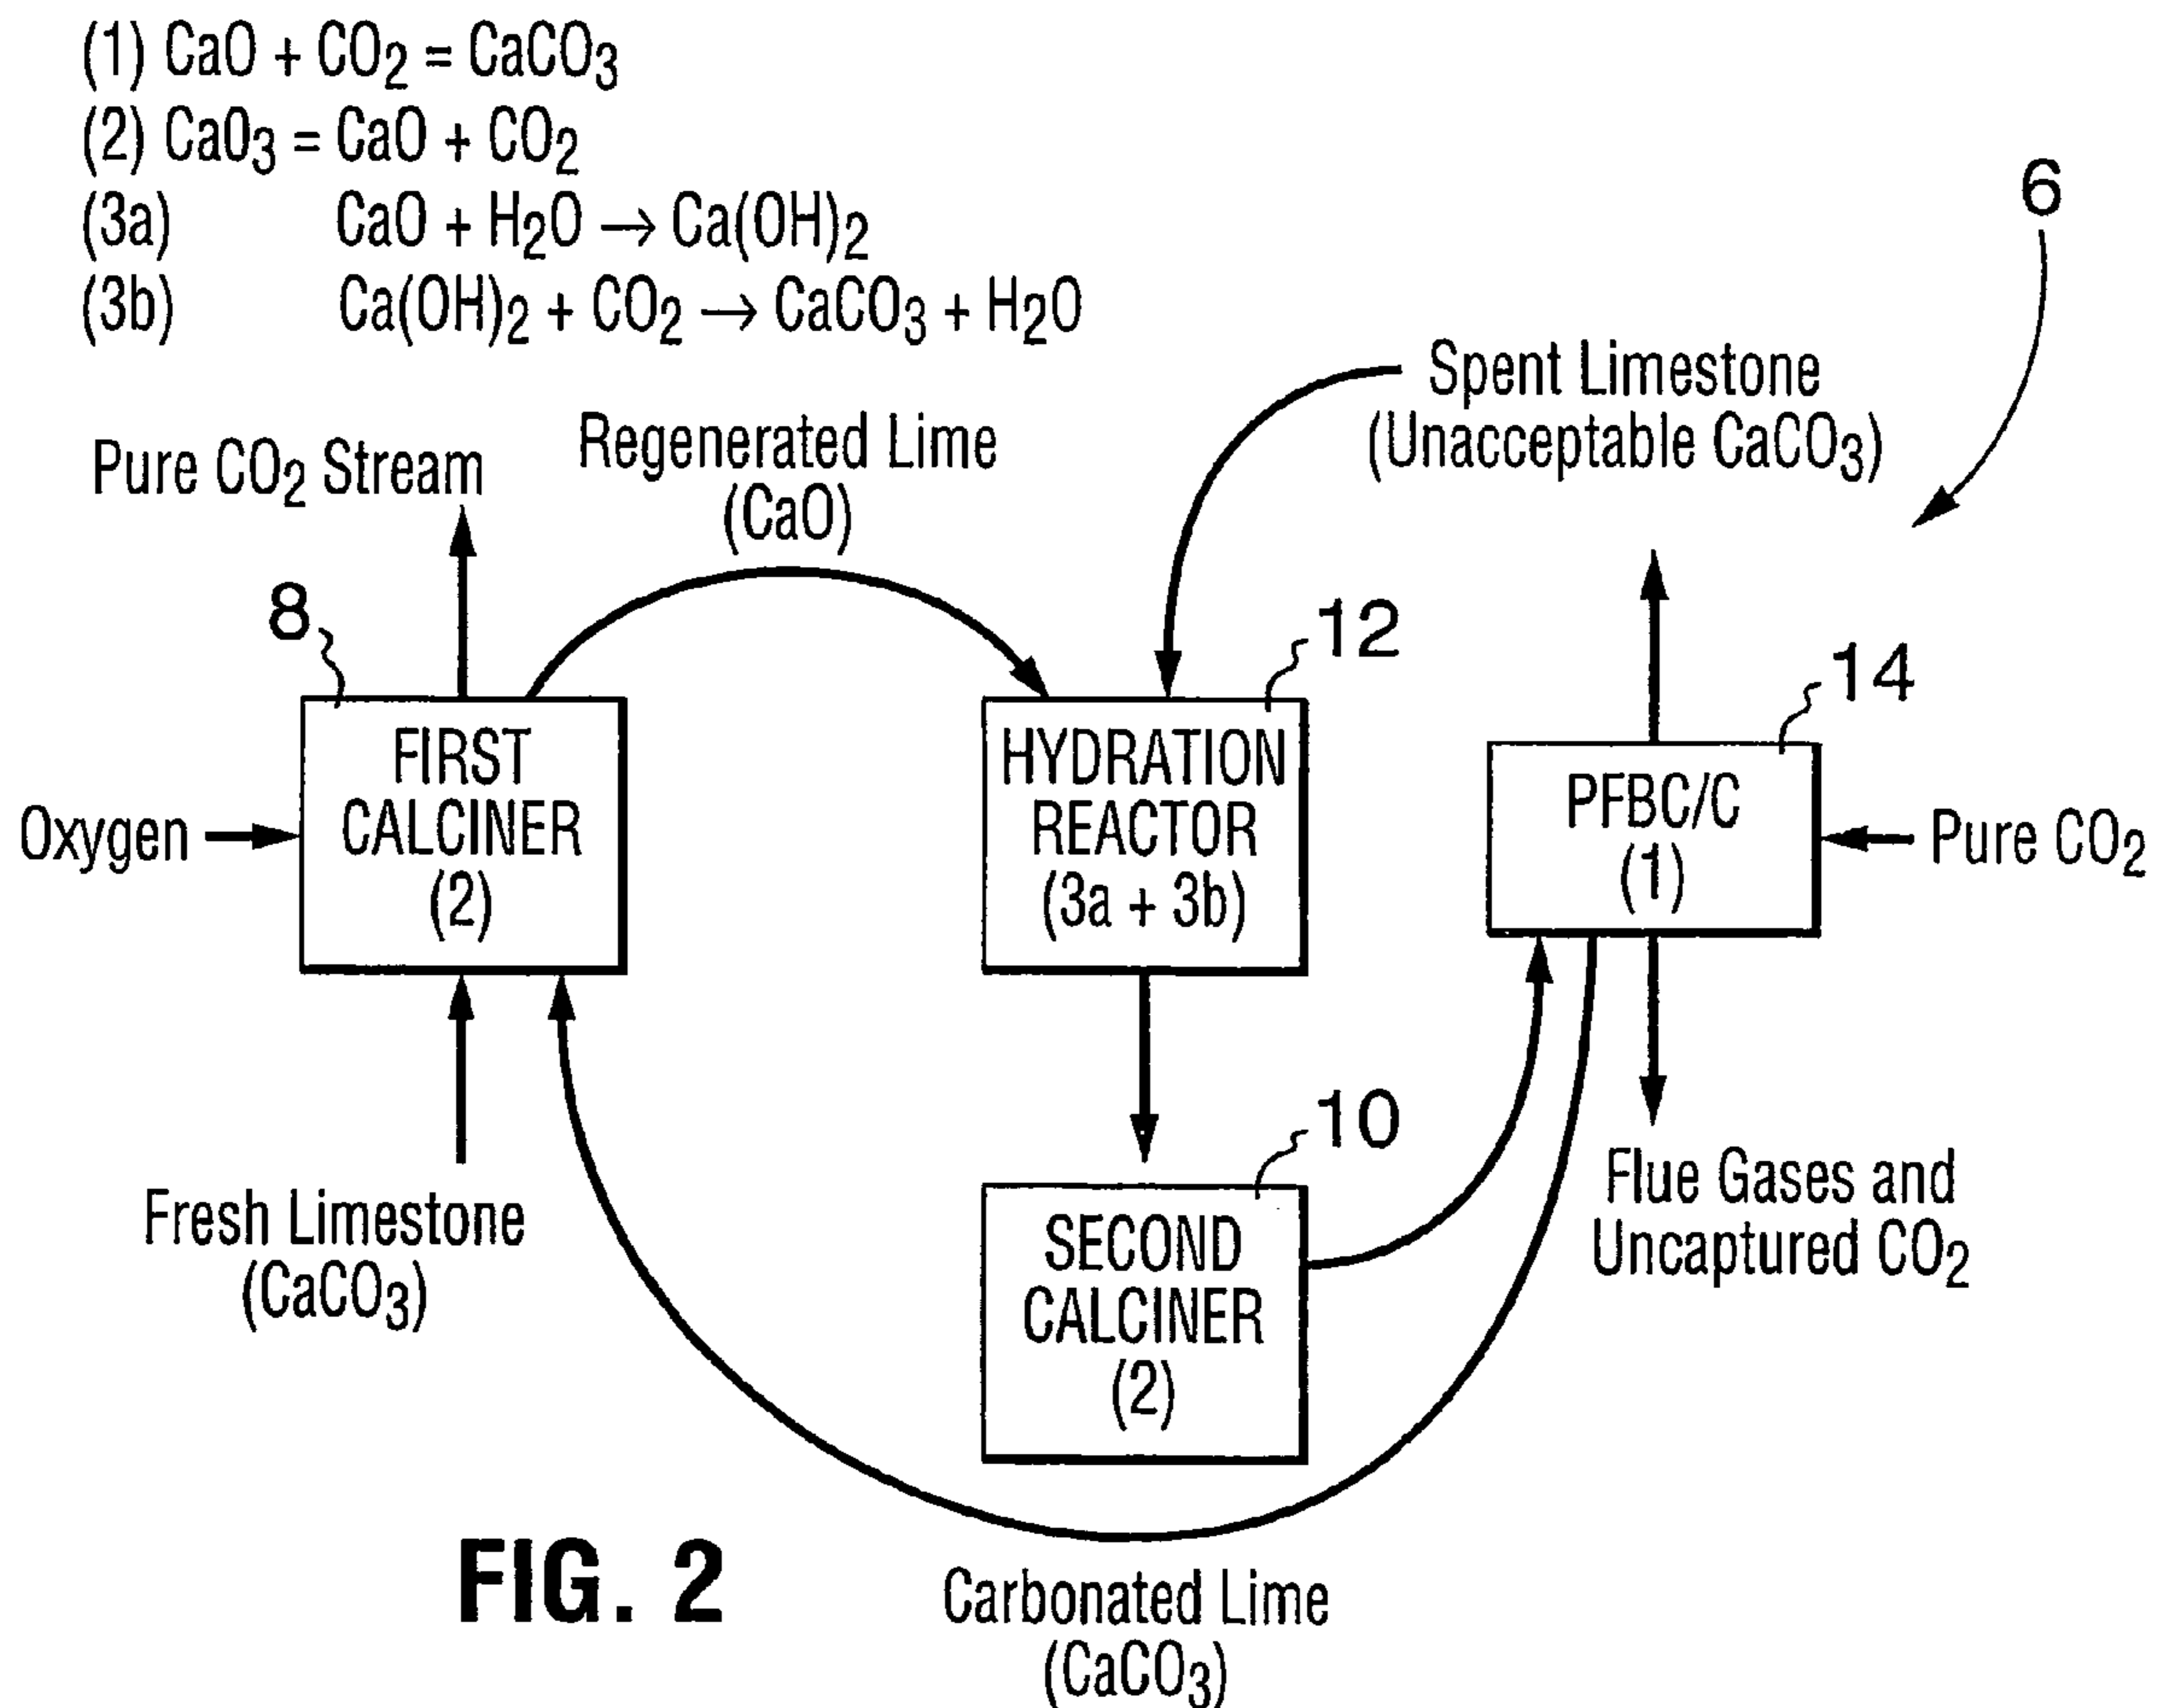 (1) CaO + CO2 = CaCO3
(2) CaO3 = CaO + CO2
(3a) CaO + H2O → Ca(OH)2
(3b) Ca(OH)2 + CO2 → CaCO3 + H2O
6
Spent Limestone
(Unacceptable CaCO3)
Regenerated Lime
(CaO)
Pure CO2 Stream
8
12
14
FIRST
CALCINER
(2)
HYDRATION
REACTOR
(3a + 3b)
PFBC/C
(1)
Oxygen
Pure CO2
10
Fresh Limestone
(CaCO3)
SECOND
CALCINER
(2)
Flue Gases and
Uncaptured CO2
FIG. 2
Carbonated Lime
(CaCO3)